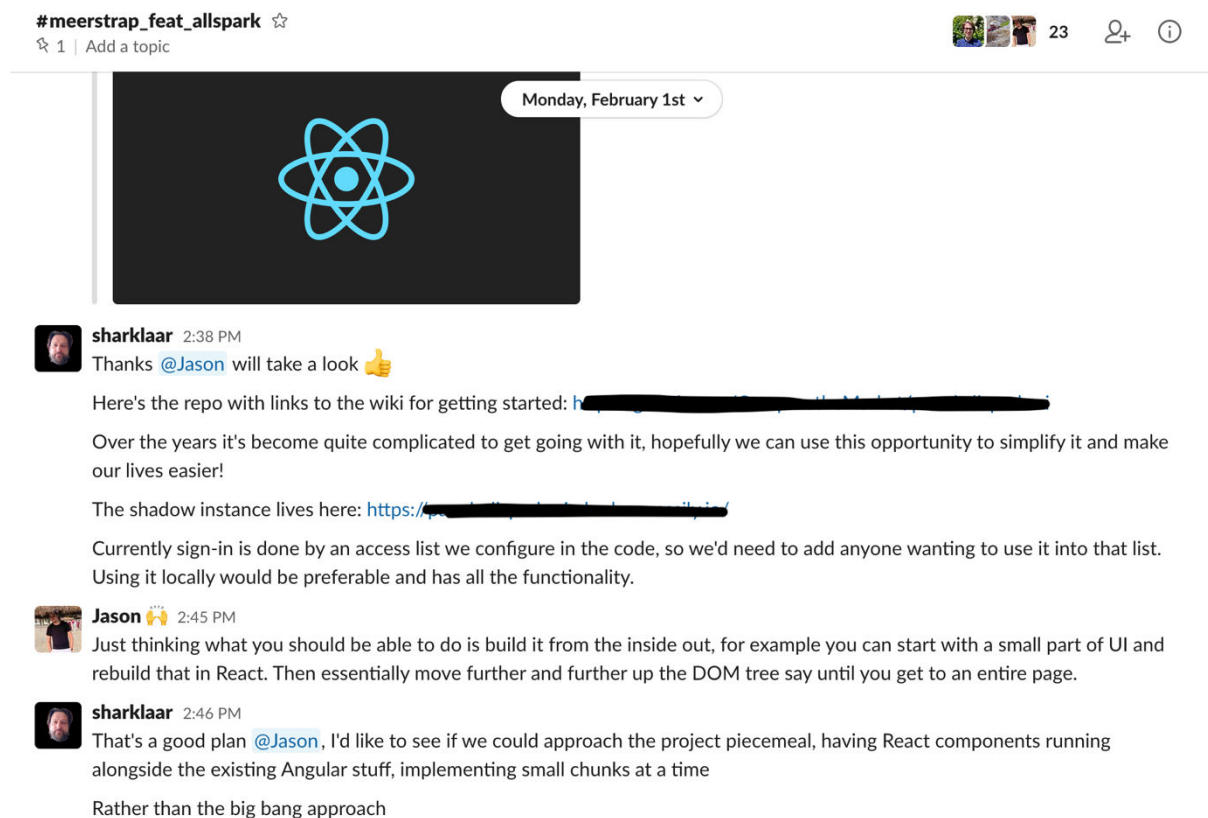 #meerstrap_feat_allspark
1 | Add a topic
23
Monday, February 1st
sharklaar 2:38 PM
Thanks @Jason will take a look
Here's the repo with links to the wiki for getting started:
Over the years it's become quite complicated to get going with it, hopefully we can use this opportunity to simplify it and make
our lives easier!
The shadow instance lives here: https://
Currently sign-in is done by an access list we configure in the code, so we'd need to add anyone wanting to use it into that list.
Using it locally would be preferable and has all the functionality.
Jason 2:45 PM
Just thinking what you should be able to do is build it from the inside out, for example you can start with a small part of UI and
rebuild that in React. Then essentially move further and further up the DOM tree say until you get to an entire page.
sharklaar 2:46 PM
That's a good plan @Jason, I'd like to see if we could approach the project piecemeal, having React components running
alongside the existing Angular stuff, implementing small chunks at a time
Rather than the big bang approach